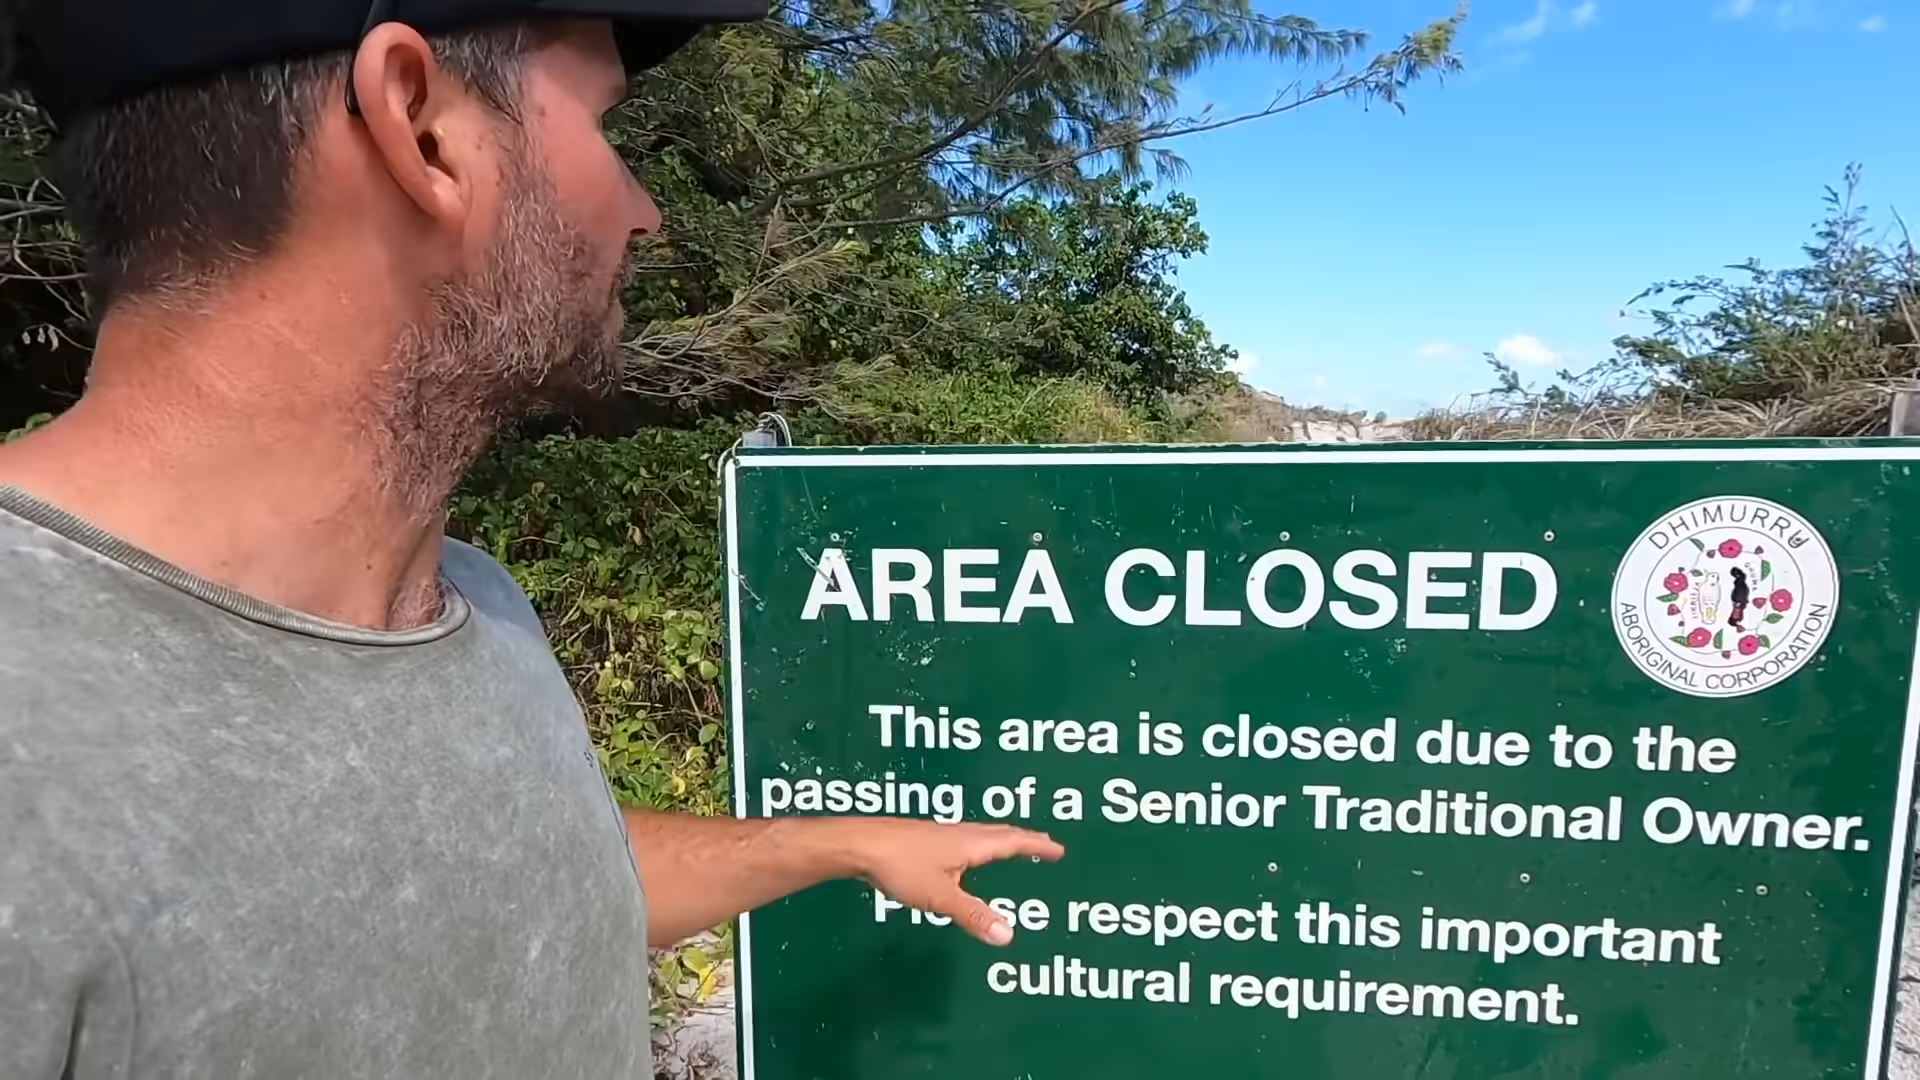 AREA CLOSED
DHIMURRU
ABORIGINAL CORPORATION
This area is closed due to the
passing of a Senior Traditional Owner.
respect this important
cultural requirement.